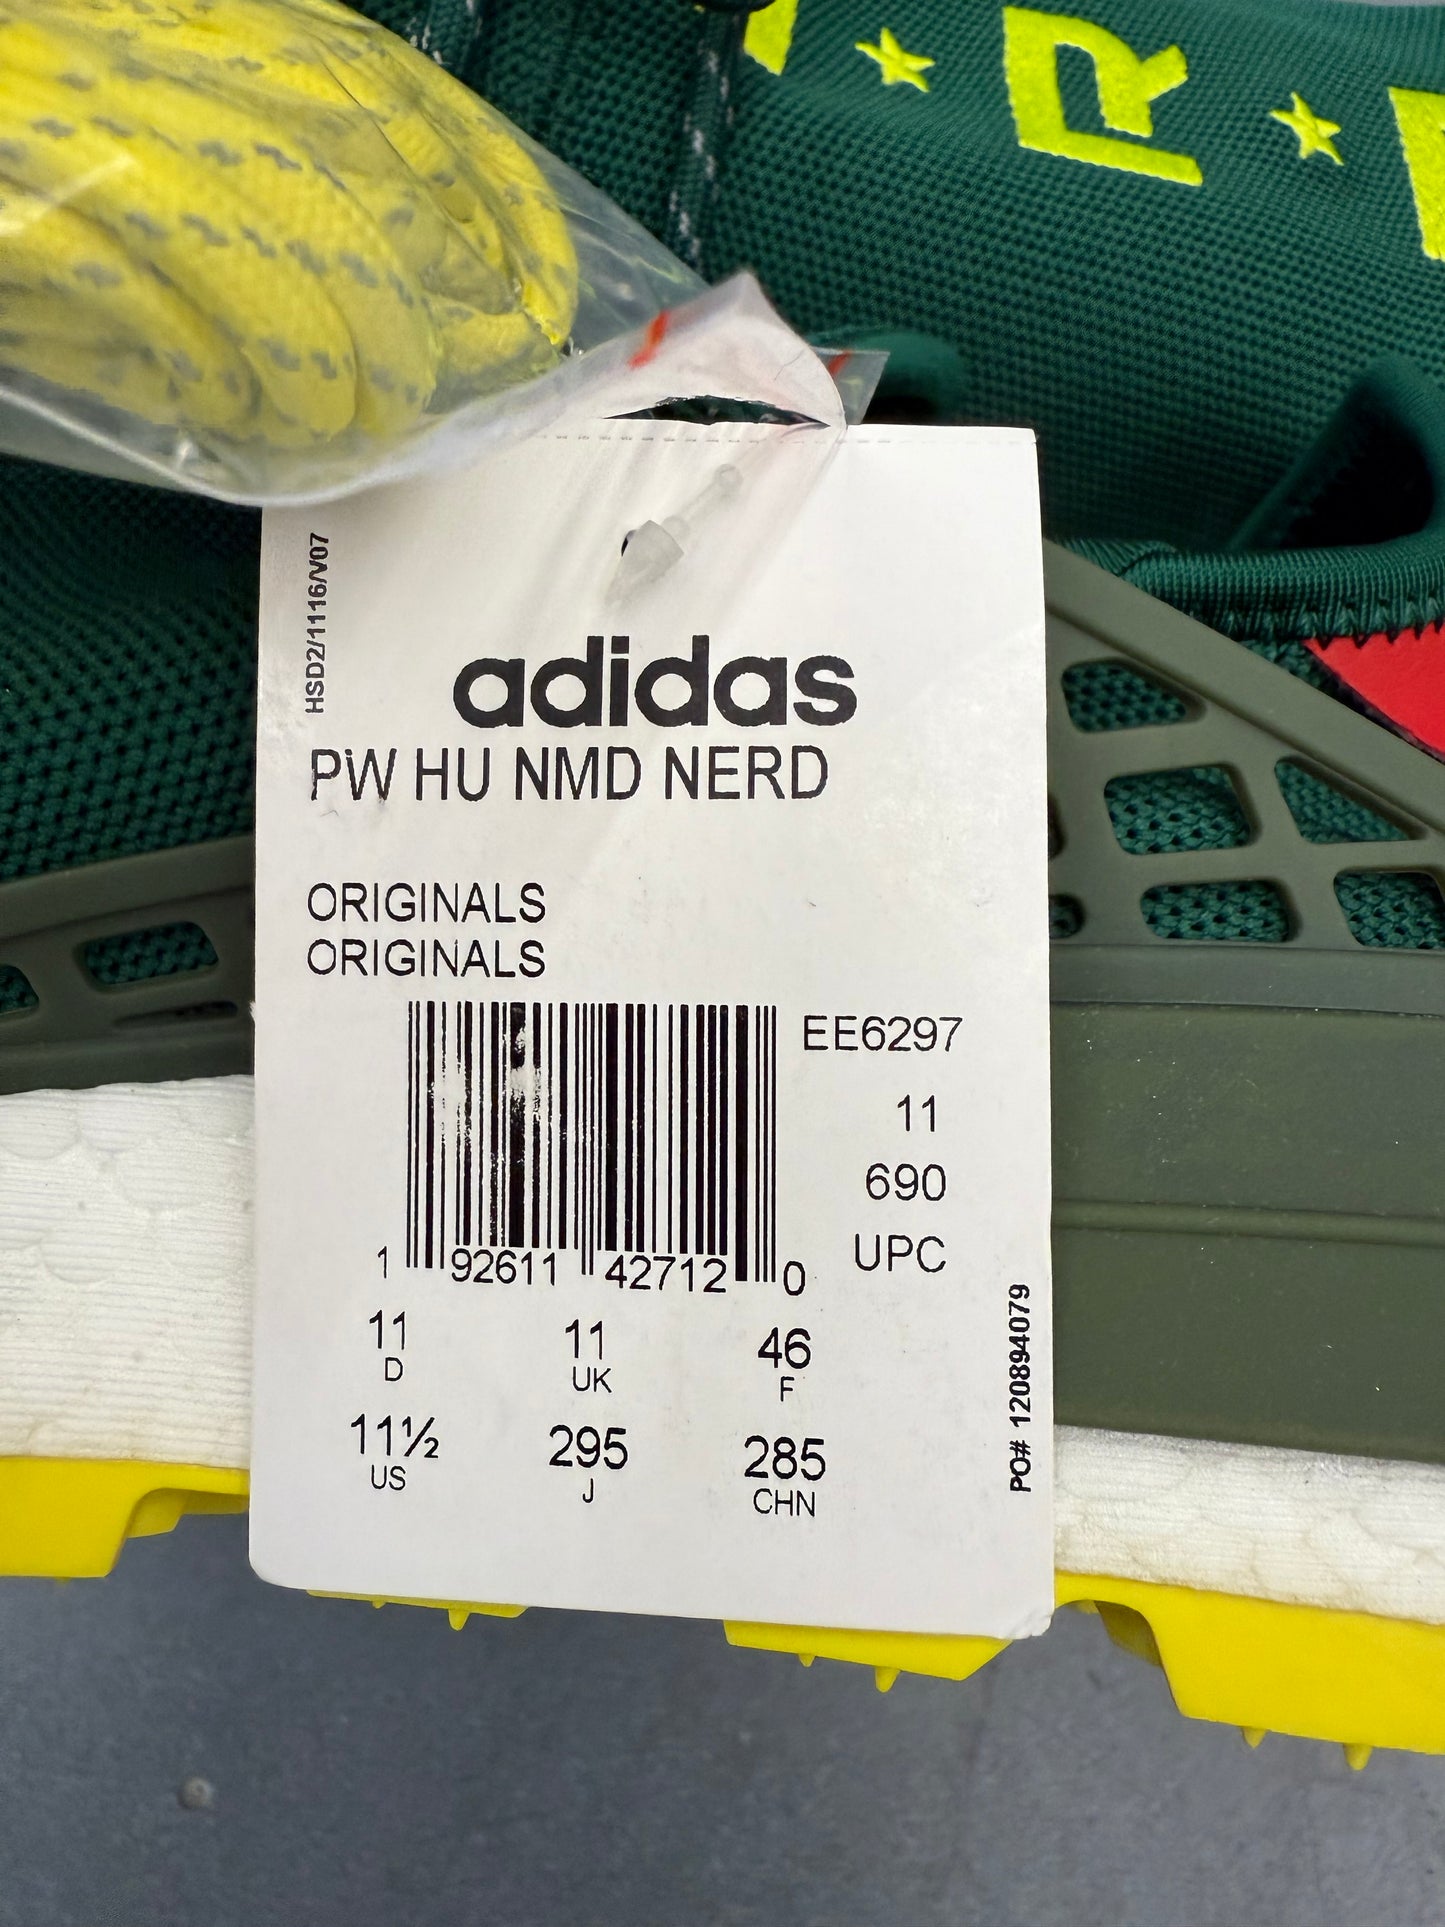 R
HSD2/1116/V07
adidas
PW HU NMD NERD
ORIGINALS
ORIGINALS
EE6297
11
690
UPC
1 92611 42712 0
11 11 46
D UK F
11½ 295 285
US J CHN
PO# 120894079